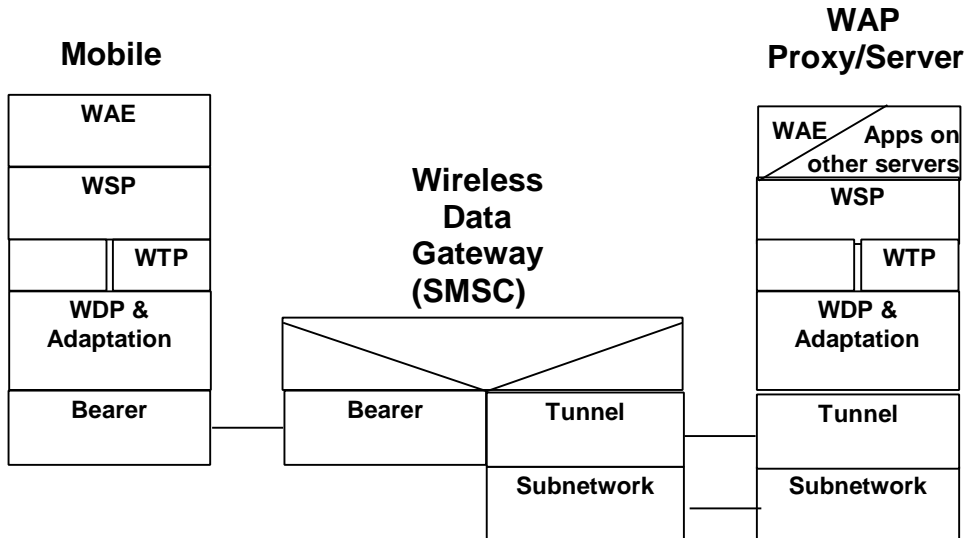 Mobile
WAE
WSP
WTP
WDP &
Adaptation
Bearer
Wireless
Data
Gateway
(SMSC)
Bearer
Tunnel
Subnetwork
WAP
Proxy/Server
WAE
Apps on
other servers
WSP
WTP
WDP &
Adaptation
Tunnel
Subnetwork